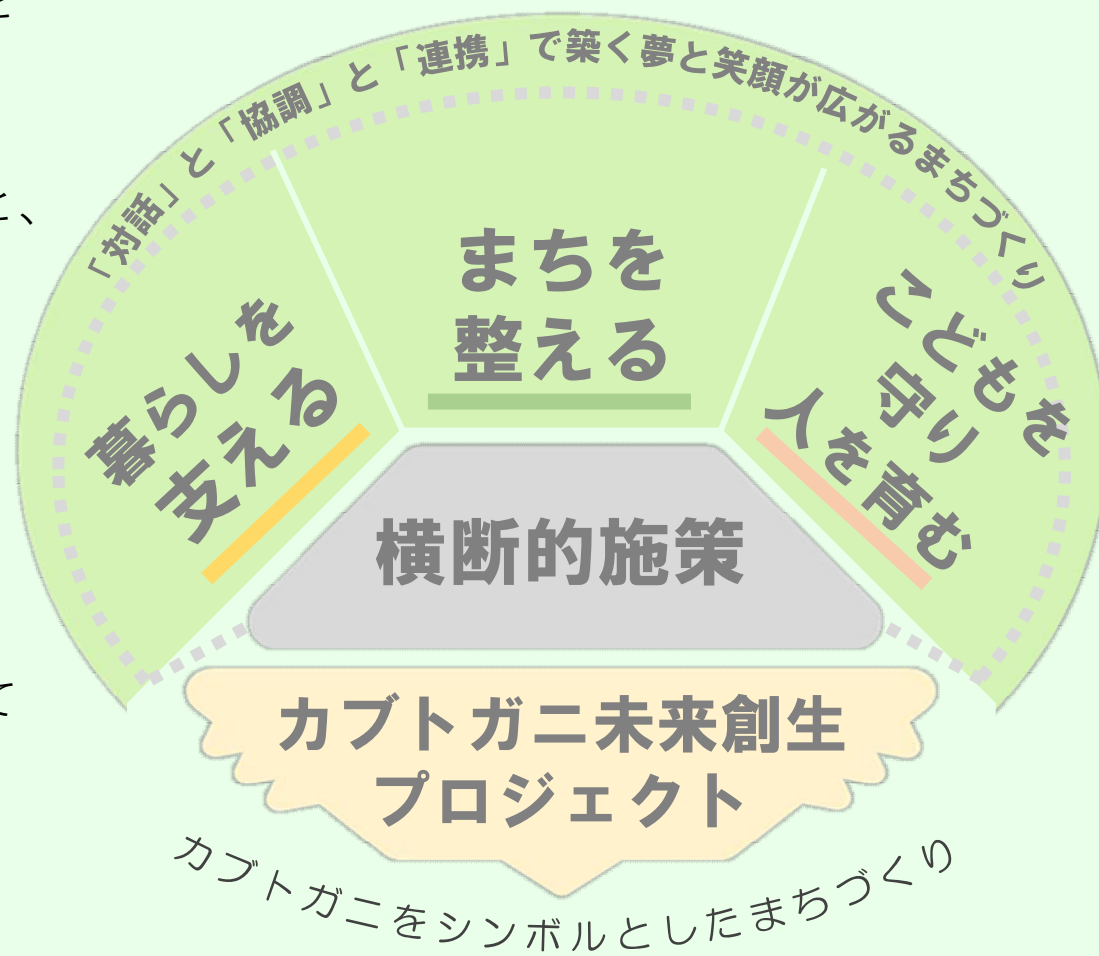 「対話」と「協調」と「連携」で築く夢と笑顔が広がるまちづくり
暮らしを
支える
まちを
整える
こどもを
守り
人を育む
横断的施策
カブトガニ未来創生
プロジェクト
カブトガニをシンボルとしたまちづくり